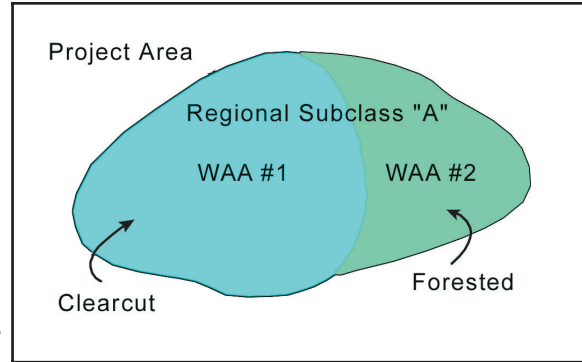 Project Area
Regional Subclass "A"
WAA #1
WAA #2
Clearcut
Forested